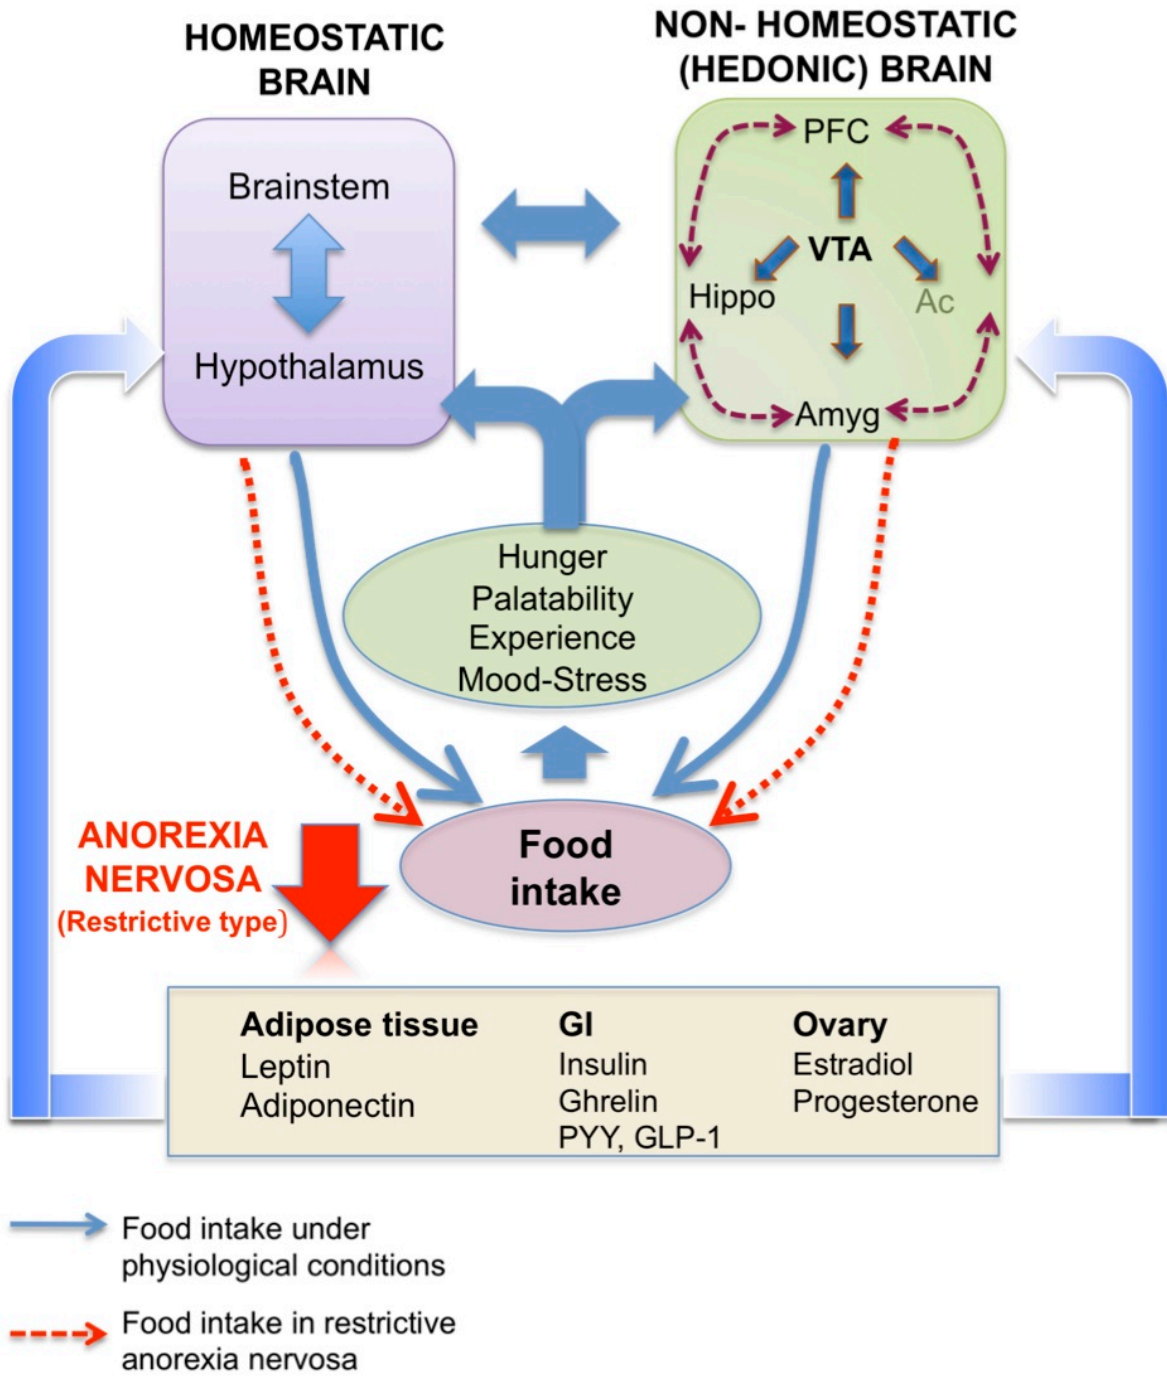 HOMEOSTATIC
BRAIN
NON- HOMEOSTATIC
(HEDONIC) BRAIN
Brainstem
Hypothalamus
PFC
VTA
Hippo
Ac
Amyg
Hunger
Palatability
Experience
Mood-Stress
ANOREXIA
NERVOSA
(Restrictive type)
Food
intake
Adipose tissue
Leptin
Adiponectin
GI
Insulin
Ghrelin
PYY, GLP-1
Ovary
Estradiol
Progesterone
Food intake under
physiological conditions
Food intake in restrictive
anorexia nervosa